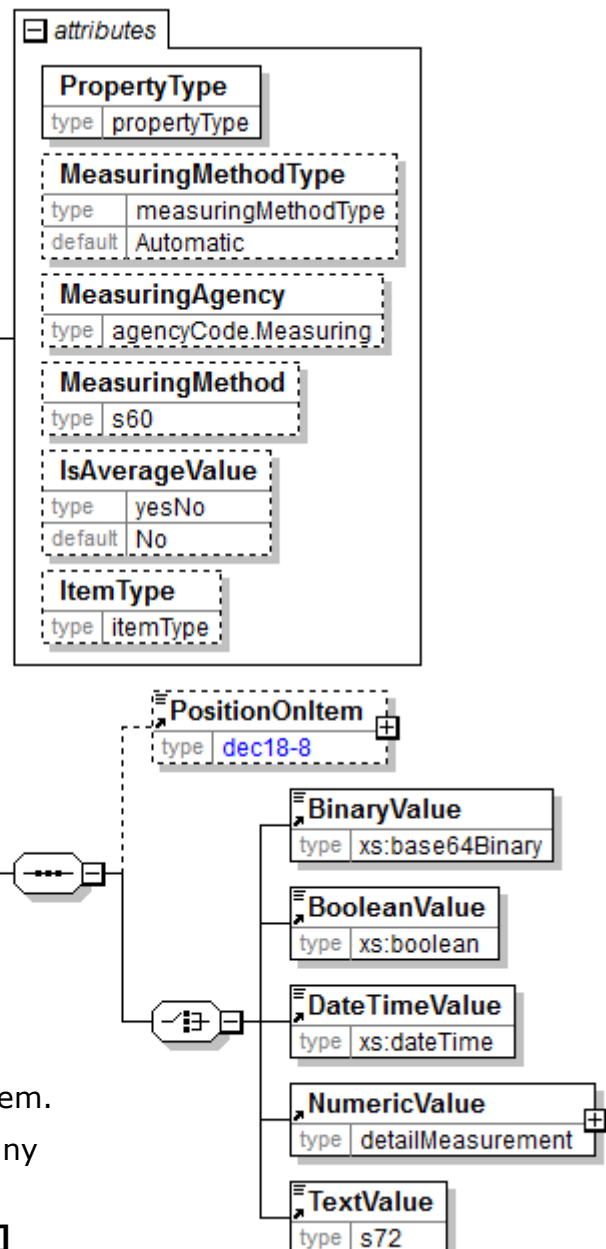 attributes
PropertyType
type propertyType
MeasuringMethodType
type measuringMethodType
default Automatic
MeasuringAgency
type agencyCode.Measuring
MeasuringMethod
type s60
IsAverageValue
type yesNo
default No
ItemType
type itemType
PositionOnItem
type dec18-8
BinaryValue
type xs:base64Binary
BooleanValue
type xs:boolean
DateTimeValue
type xs:dateTime
em.
NumericValue
ny
type detailMeasurement
TextValue
]
type s72